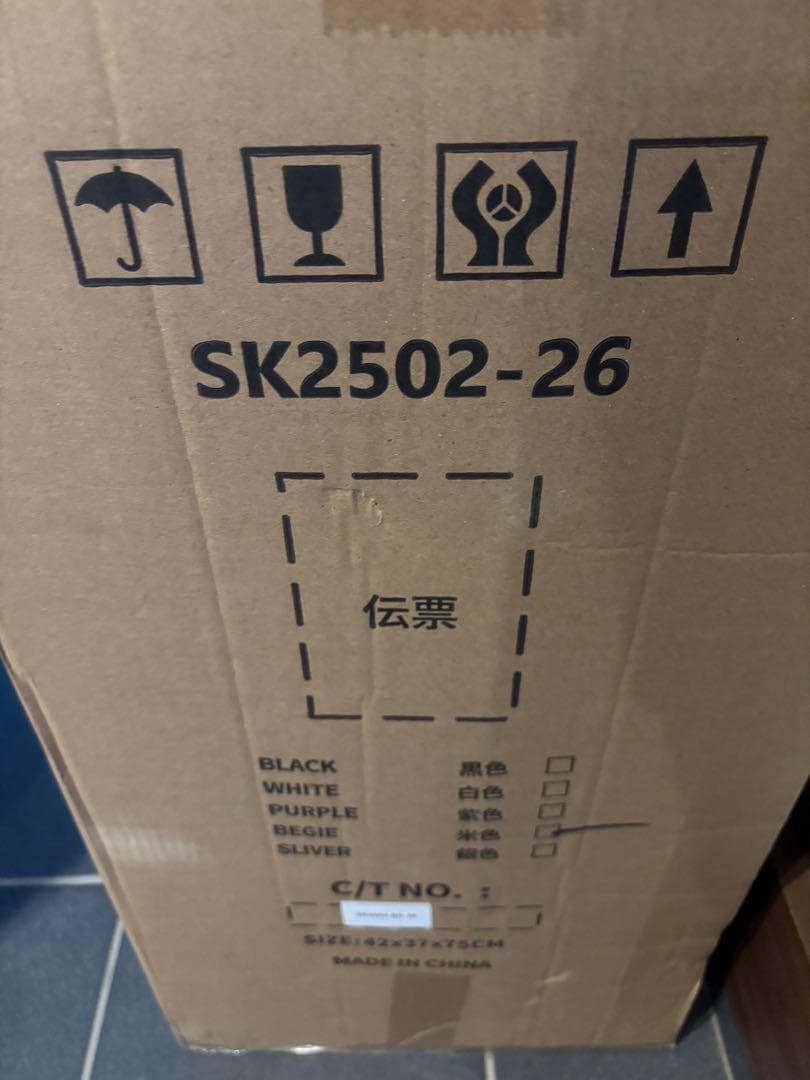 SK2502-26
伝票
BLACK 黒色
WHITE 白色
PURPLE 紫色
BEGIE 米色
SLIVER 銀色
C/T NO. :
SIZE:42x37x75CM
MADE IN CHINA